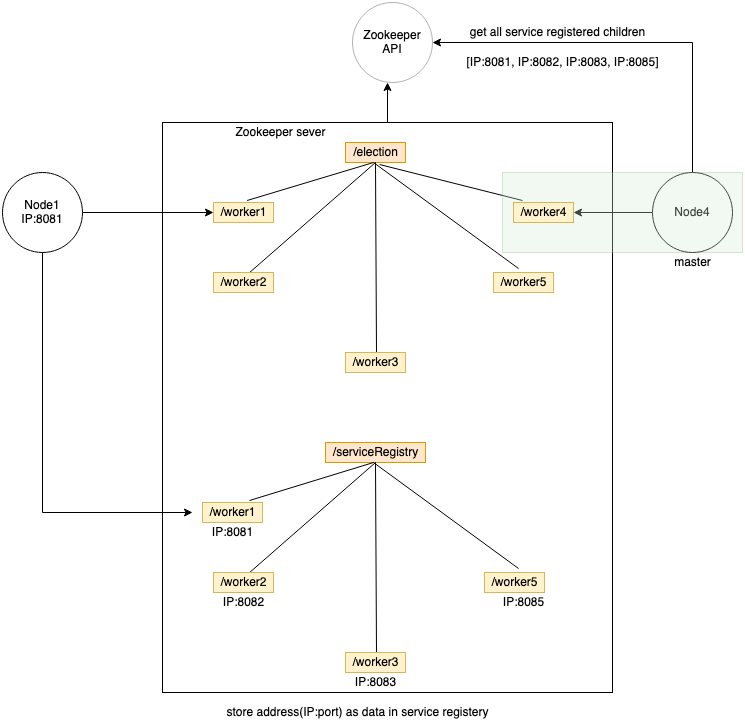 Zookeeper
API
get all service registered children
[IP:8081, IP:8082, IP:8083, IP:8085]
Zookeeper sever
/election
Node1
IP:8081
/worker1
/worker4
Node4
master
/worker2
/worker5
/worker3
/serviceRegistry
/worker1
IP:8081
/worker2
IP:8082
/worker5
IP:8085
/worker3
IP:8083
store address(IP:port) as data in service registery